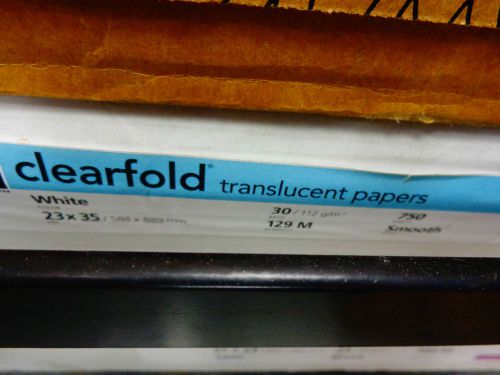 clearfold® translucent papers
White 30 / 112 g/m² 750
23 x 35 / 584 x 889 mm 129 M Smooth